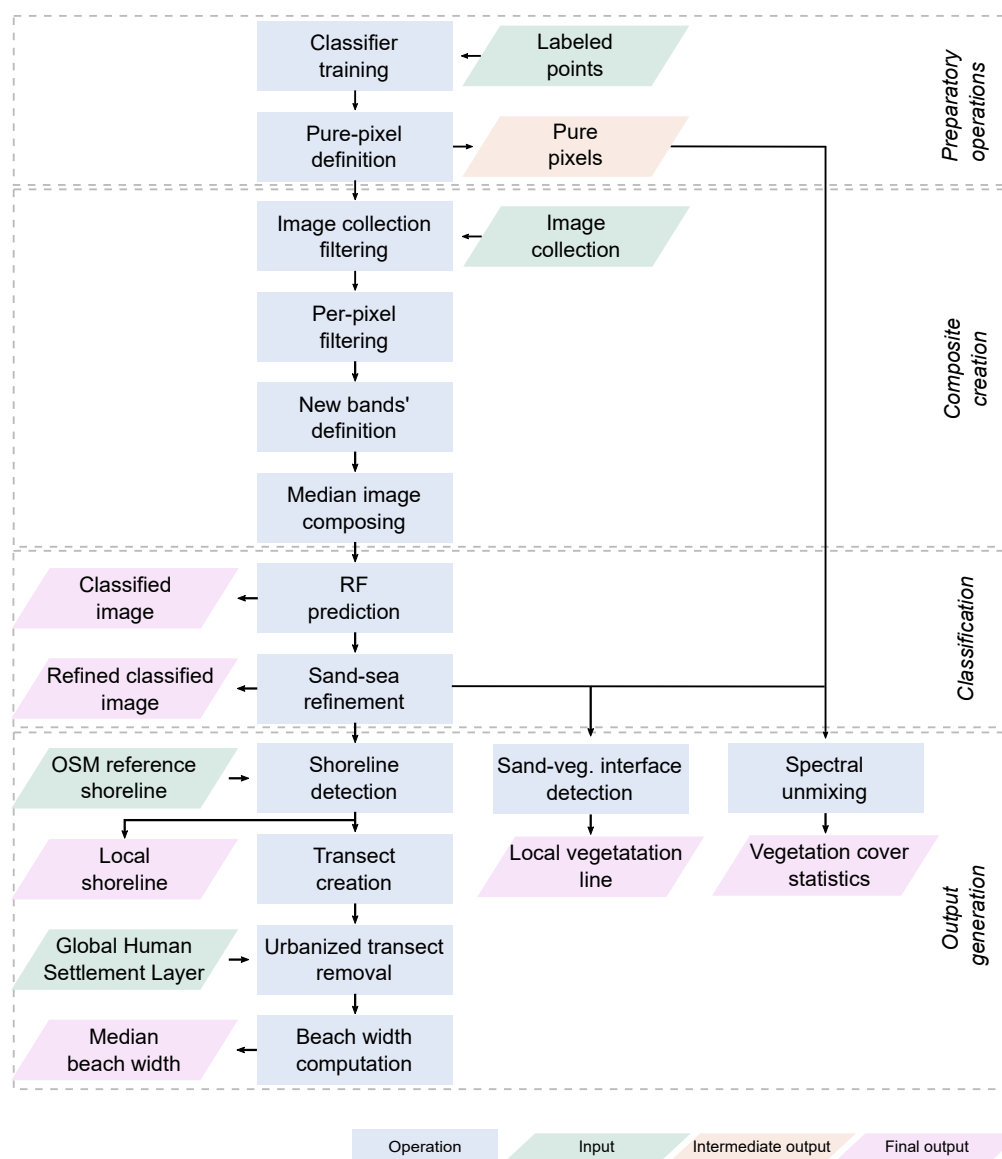 Classifier
training
Labeled
points
Pure-pixel
definition
Pure
pixels
Preparatory
operations
Image collection
filtering
Image
collection
Per-pixel
filtering
New bands'
definition
Median image
composing
Composite
creation
Classified
image
RF
prediction
Refined classified
image
Sand-sea
refinement
Classification
OSM reference
shoreline
Shoreline
detection
Sand-veg. interface
detection
Spectral
unmixing
Local
shoreline
Transect
creation
Local vegetatation
line
Vegetation cover
statistics
Global Human
Settlement Layer
Urbanized transect
removal
Median
beach width
Beach width
computation
Output
generation
Operation
Input
Intermediate output
Final output